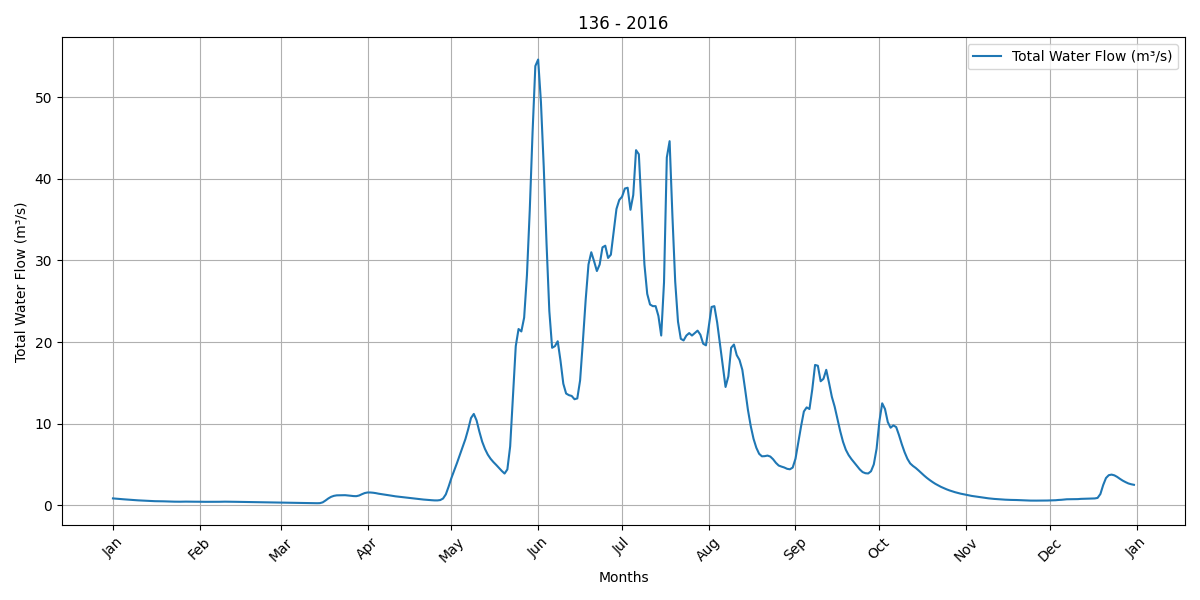 136 - 2016
Total Water Flow (m³/s)
Total Water Flow (m³/s)
50
40
30
20
10
0
Jan
Feb
Mar
Apr
May
Jun
Jul
Aug
Sep
Oct
Nov
Dec
Jan
Months